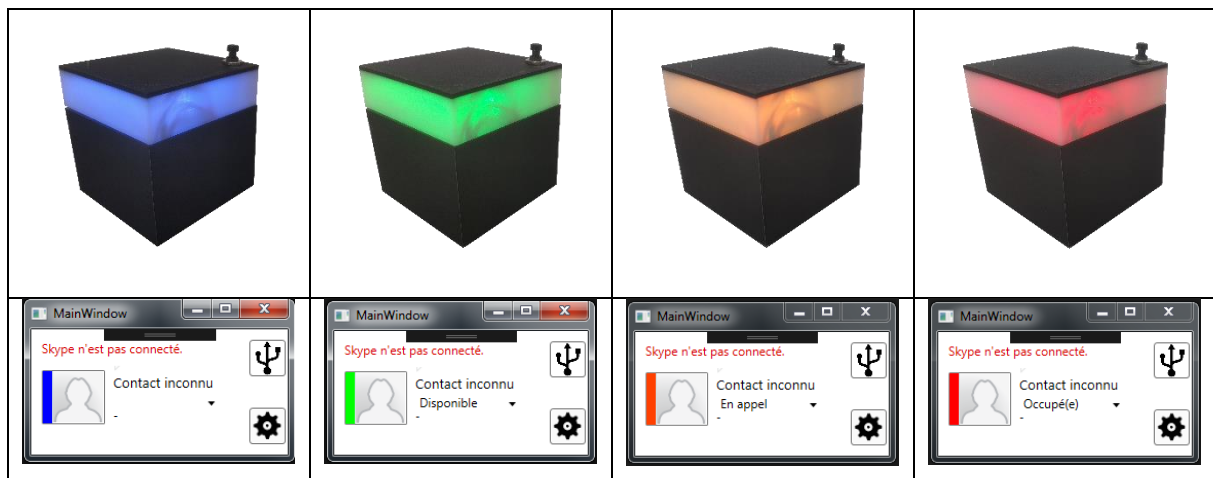 MainWindow
Skype n'est pas connecté.
Contact inconnu
-
MainWindow
Skype n'est pas connecté.
Contact inconnu
Disponible
-
MainWindow
Skype n'est pas connecté.
Contact inconnu
En appel
-
MainWindow
Skype n'est pas connecté.
Contact inconnu
Occupé(e)
-